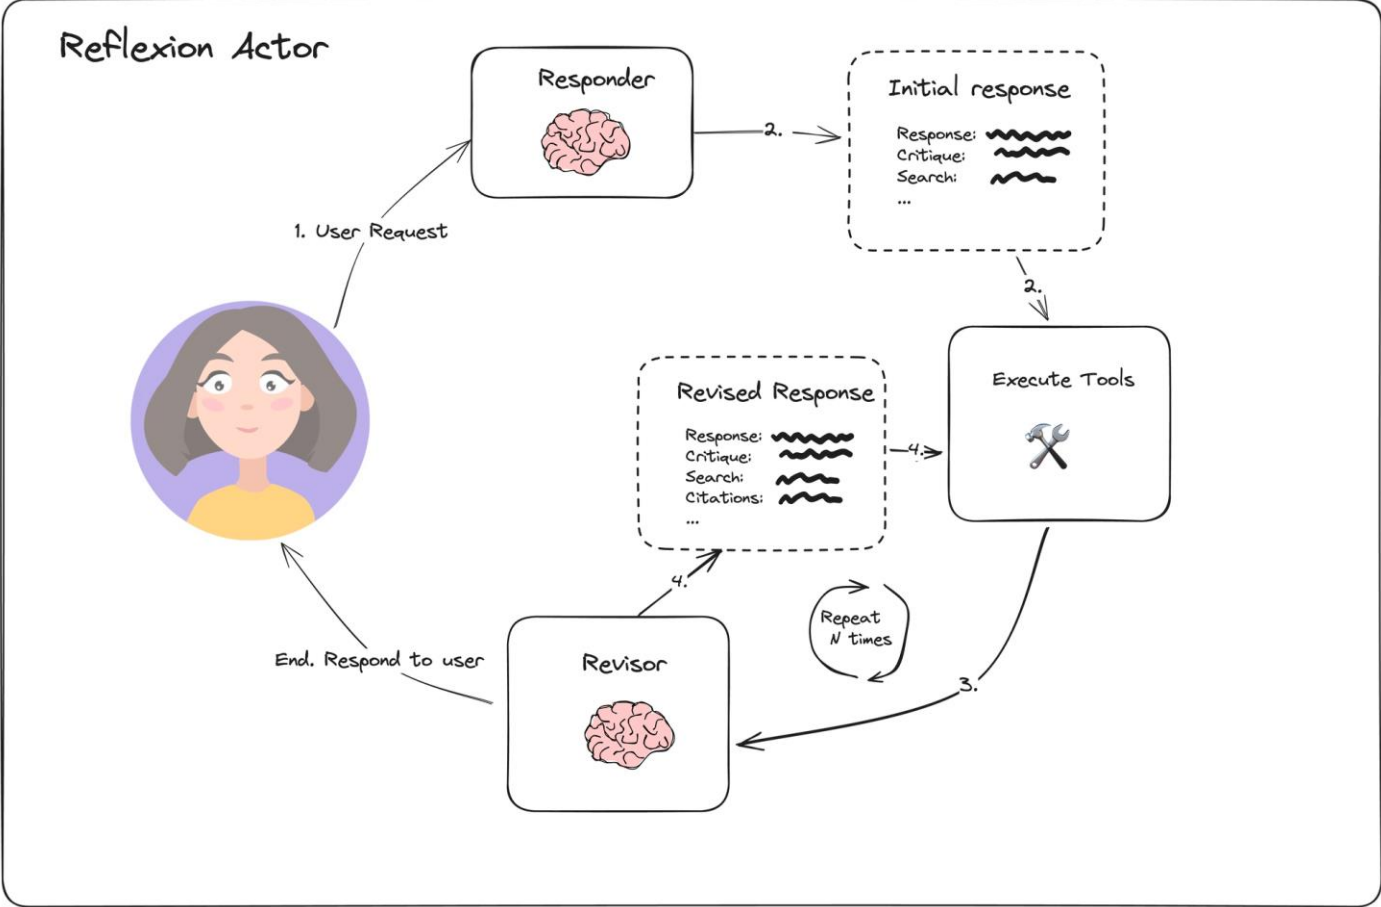 Reflexion Actor
Responder
Initial response
Response:
Critique:
Search:
...
2.
1. User Request
2.
Execute Tools
Revised Response
Response:
Critique:
Search:
Citations:
...
4.
4.
Repeat
N times
3.
End. Respond to user
Revisor